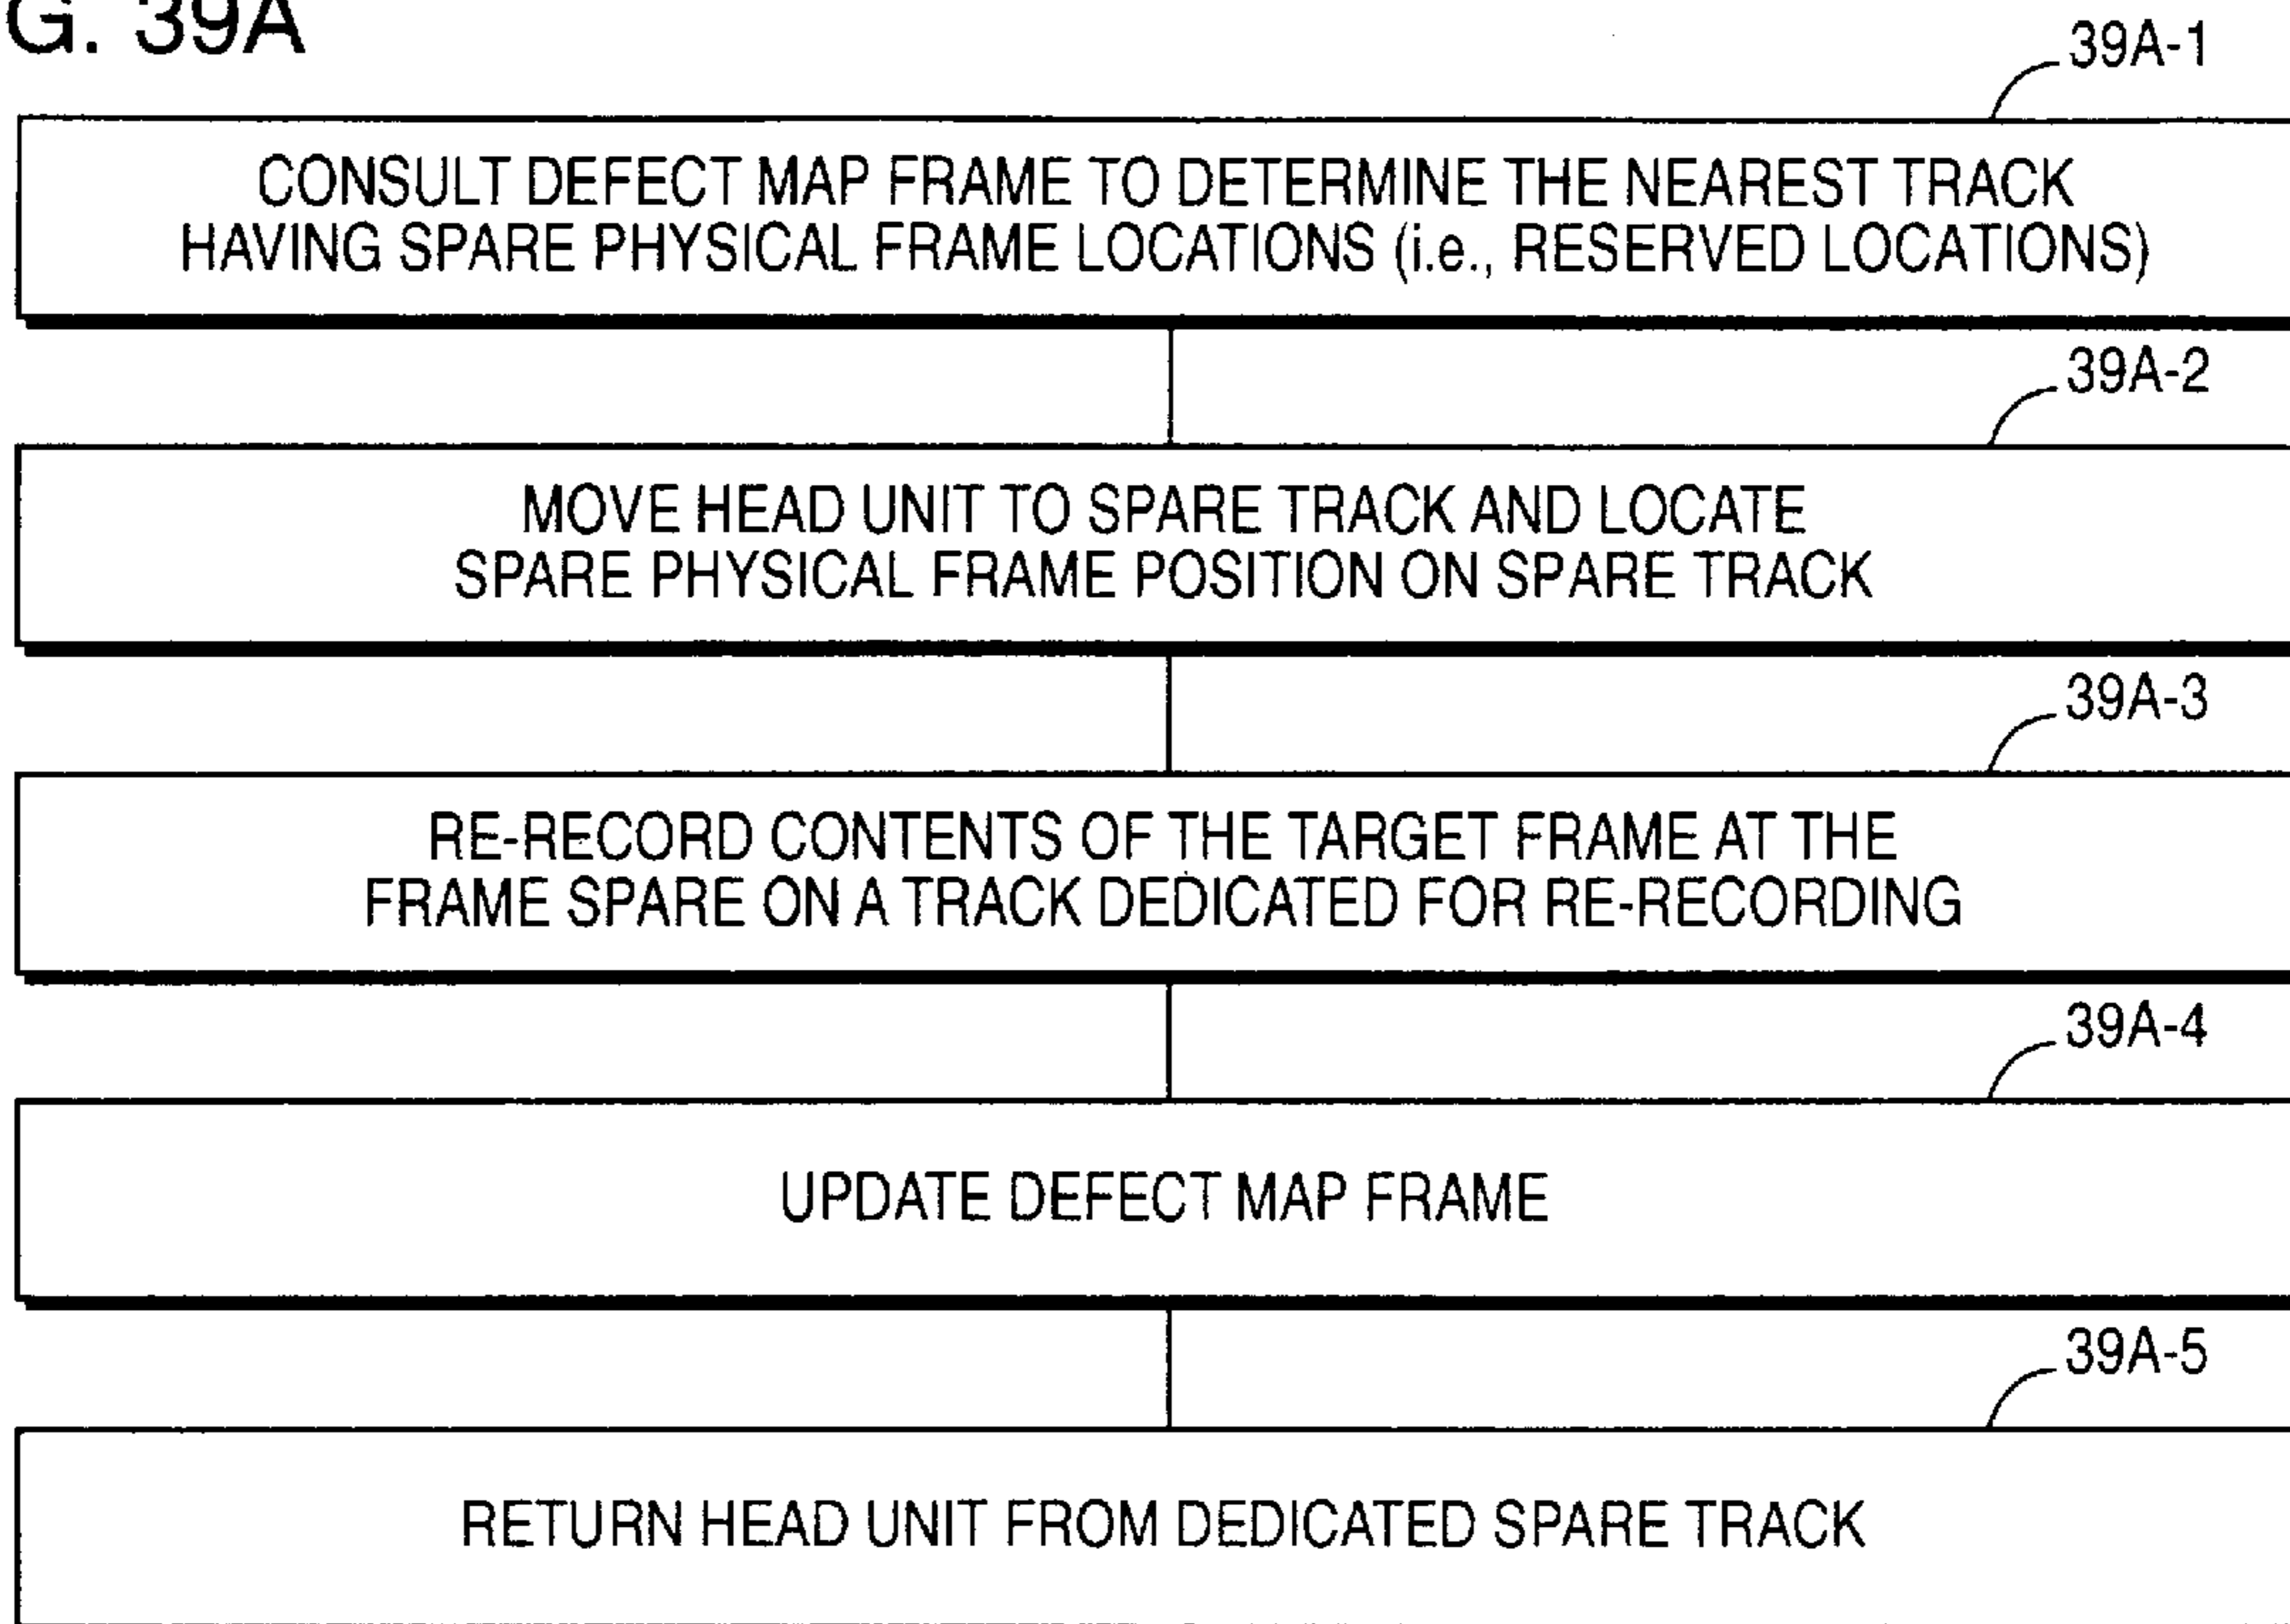 G. 39A
39A-1
CONSULT DEFECT MAP FRAME TO DETERMINE THE NEAREST TRACK
HAVING SPARE PHYSICAL FRAME LOCATIONS (i.e., RESERVED LOCATIONS)
39A-2
MOVE HEAD UNIT TO SPARE TRACK AND LOCATE
SPARE PHYSICAL FRAME POSITION ON SPARE TRACK
39A-3
RE-RECORD CONTENTS OF THE TARGET FRAME AT THE
FRAME SPARE ON A TRACK DEDICATED FOR RE-RECORDING
39A-4
UPDATE DEFECT MAP FRAME
39A-5
RETURN HEAD UNIT FROM DEDICATED SPARE TRACK